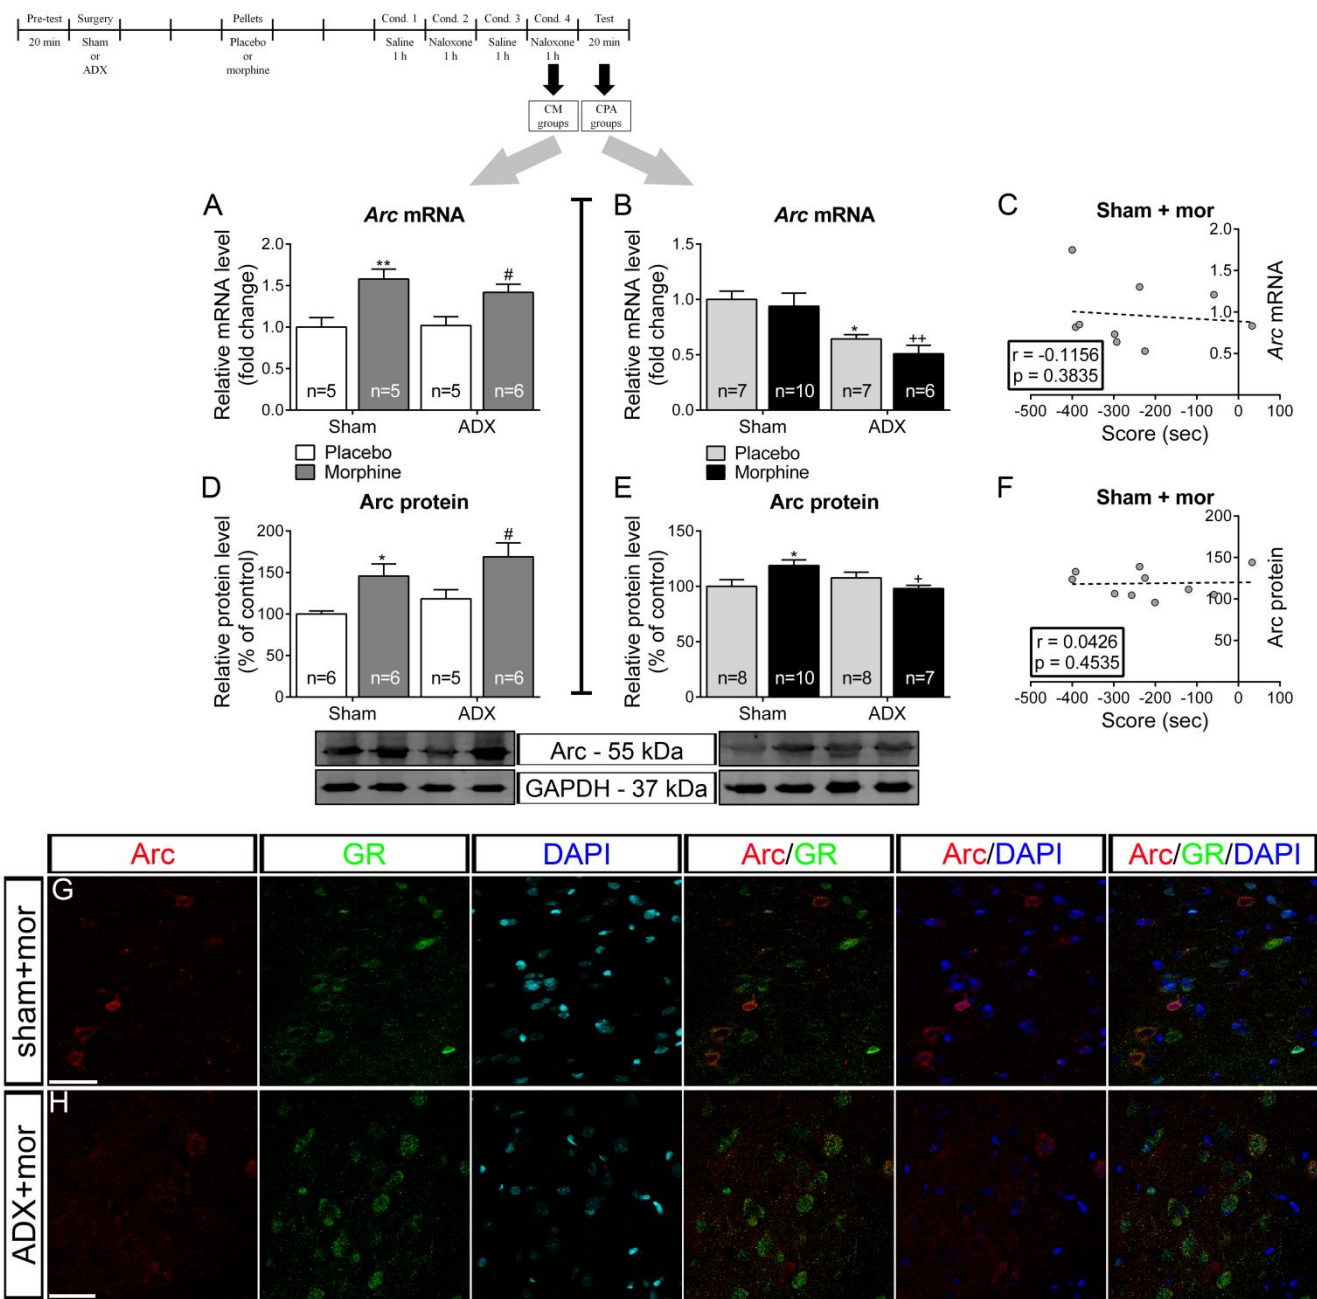 Pre-test Surgery Pellets Cond. 1 Cond. 2 Cond. 3 Cond. 4 Test
20 min Sham Placebo Saline Naloxone Saline Naloxone 20 min
or or 1 h 1 h 1 h 1 h
ADX morphine
CM CPA
groups groups
A
Arc mRNA
Relative mRNA level
(fold change)
2.0
1.5
1.0
0.5
0.0
** #
n=5 n=5 n=5 n=6
Sham ADX
Placebo
Morphine
B
Arc mRNA
Relative mRNA level
(fold change)
1.5
1.0
0.5
0.0
* ++
n=7 n=10 n=7 n=6
Sham ADX
Placebo
Morphine
C
Sham + mor
2.0
1.5
1.0
0.5
Arc mRNA
r = -0.1156
p = 0.3835
-500 -400 -300 -200 -100 0 100
Score (sec)
D
Arc protein
Relative protein level
(% of control)
200
150
100
50
0
* #
n=6 n=6 n=5 n=6
Sham ADX
E
Arc protein
Relative protein level
(% of control)
150
100
50
0
* +
n=8 n=10 n=8 n=7
Sham ADX
F
Sham + mor
200
150
100
50
Arc protein
r = 0.0426
p = 0.4535
-500 -400 -300 -200 -100 0 100
Score (sec)
Arc - 55 kDa
GAPDH - 37 kDa
Arc GR DAPI Arc/GR Arc/DAPI Arc/GR/DAPI
G
sham+mor
H
ADX+mor